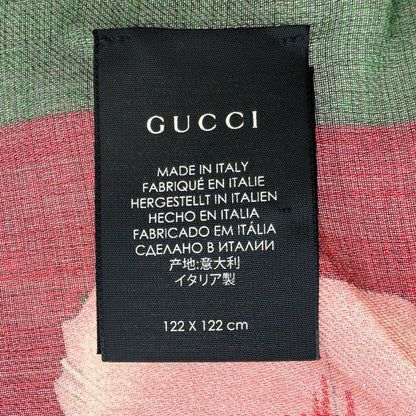 GUCCI
MADE IN ITALY
FABRIQUÉ EN ITALIE
HERGESTELLT IN ITALIEN
HECHO EN ITALIA
FABRICADO EM ITÁLIA
СДЕЛАНО В ИТАЛИИ
产地:意大利
イタリア製
122 X 122 cm